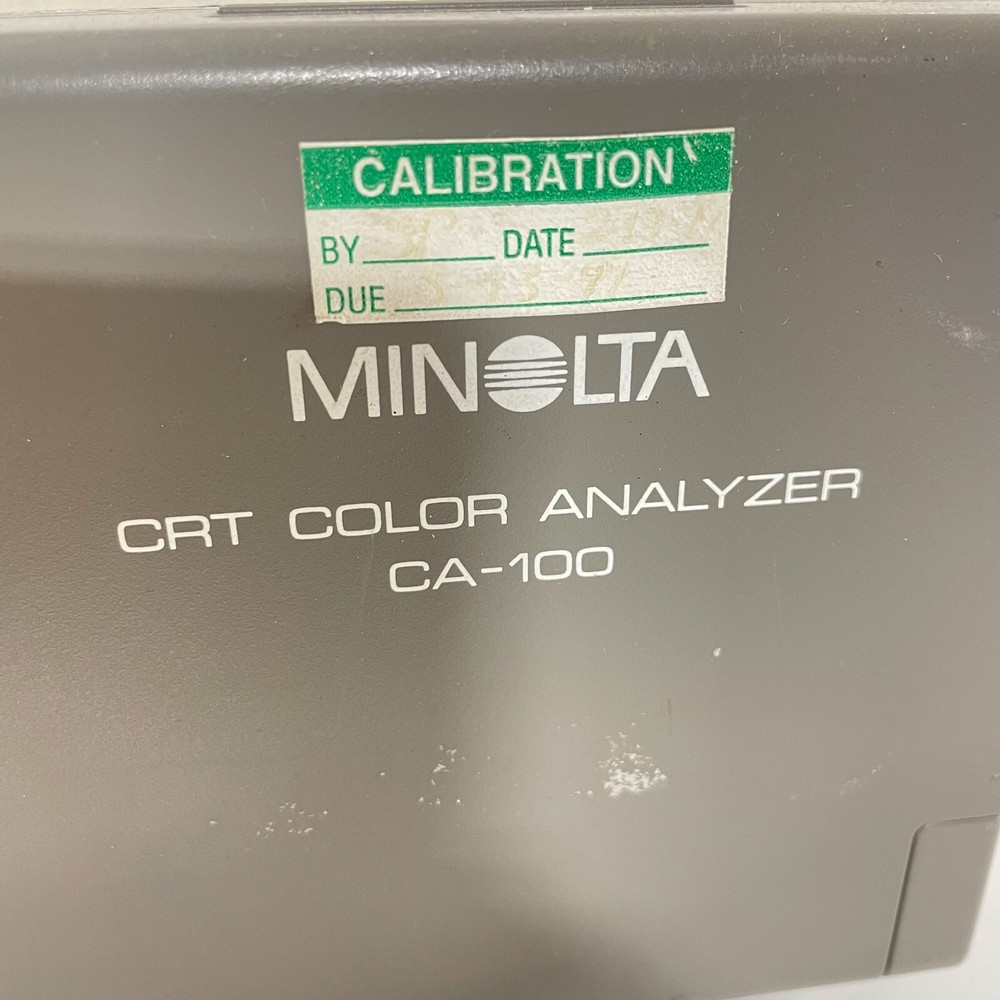 CALIBRATION
BY DATE
DUE
MINOLTA
CRT COLOR ANALYZER
CA-100